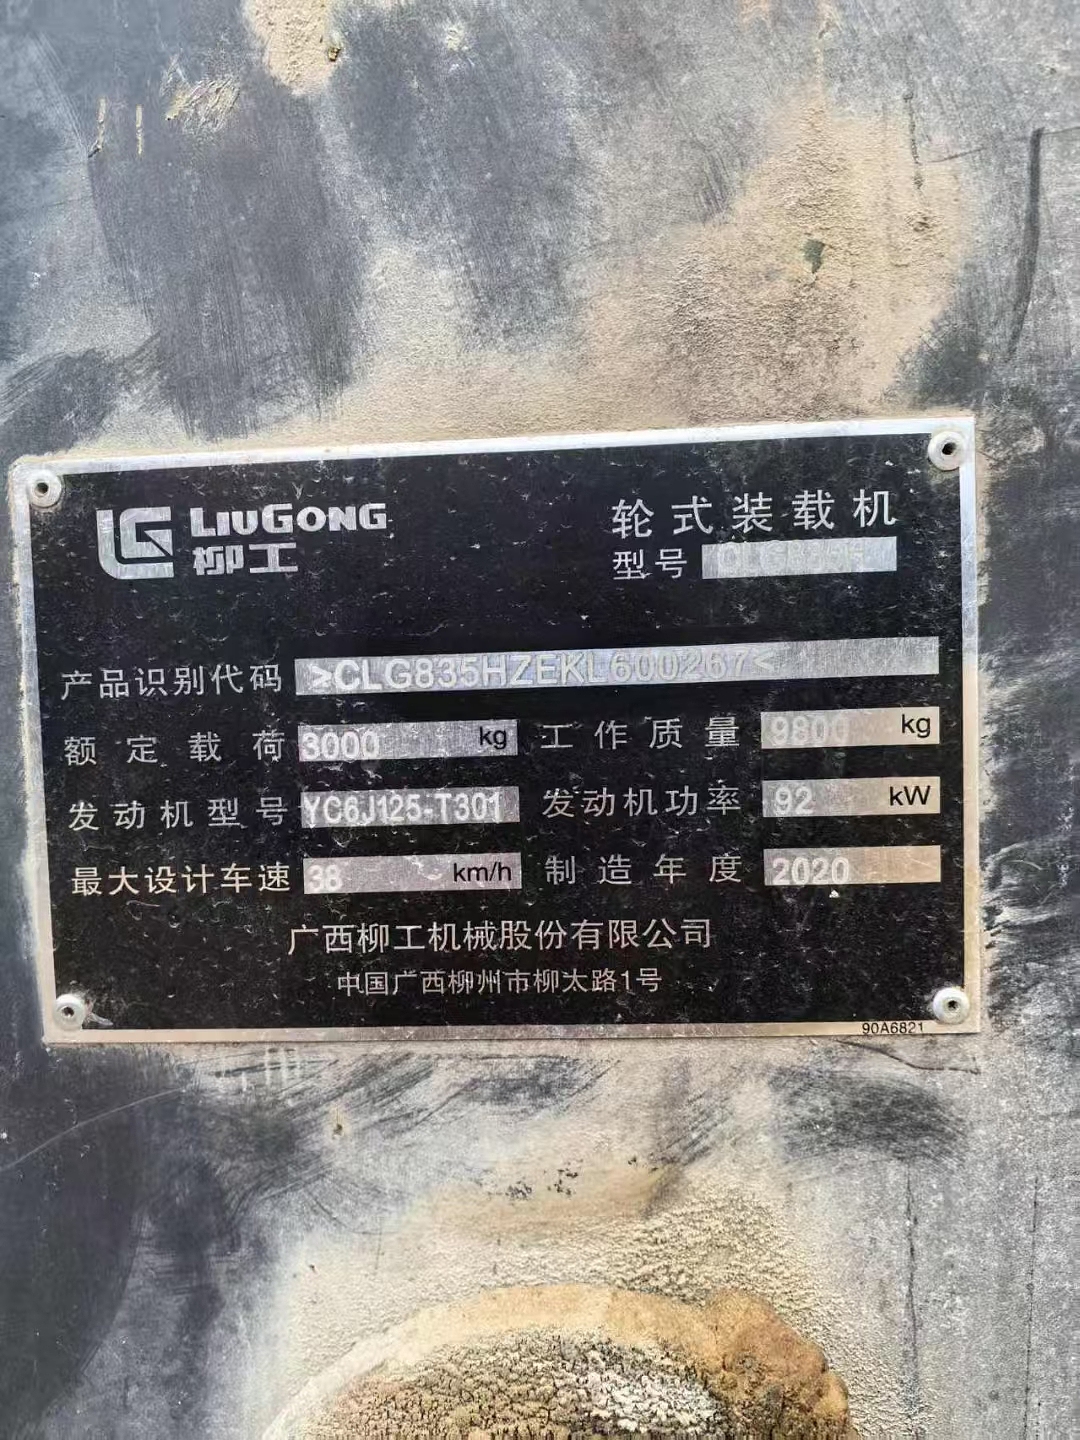 LG LIUGONG
柳工
轮式装载机
型号 CLG835H
产品识别代码 >CLG835HZEKL600267<
额定载荷 3000 kg 工作质量 9800 kg
发动机型号 YC6J125-T301 发动机功率 92 kW
最大设计车速 38 km/h 制造年度 2020
广西柳工机械股份有限公司
中国广西柳州市柳太路1号
90A6821